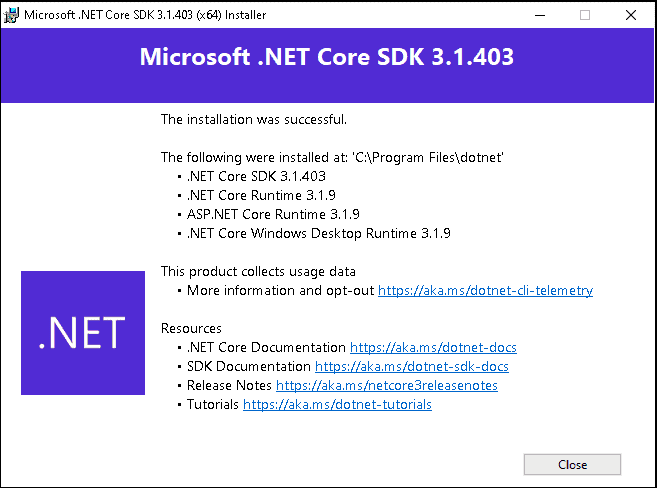 Microsoft .NET Core SDK 3.1.403 (x64) Installer
Microsoft .NET Core SDK 3.1.403
The installation was successful.
The following were installed at: 'C:\Program Files\dotnet'
• .NET Core SDK 3.1.403
• .NET Core Runtime 3.1.9
• ASP.NET Core Runtime 3.1.9
• .NET Core Windows Desktop Runtime 3.1.9
This product collects usage data
• More information and opt-out https://aka.ms/dotnet-cli-telemetry
.NET
Resources
• .NET Core Documentation https://aka.ms/dotnet-docs
• SDK Documentation https://aka.ms/dotnet-sdk-docs
• Release Notes https://aka.ms/netcore3releasenotes
• Tutorials https://aka.ms/dotnet-tutorials
Close